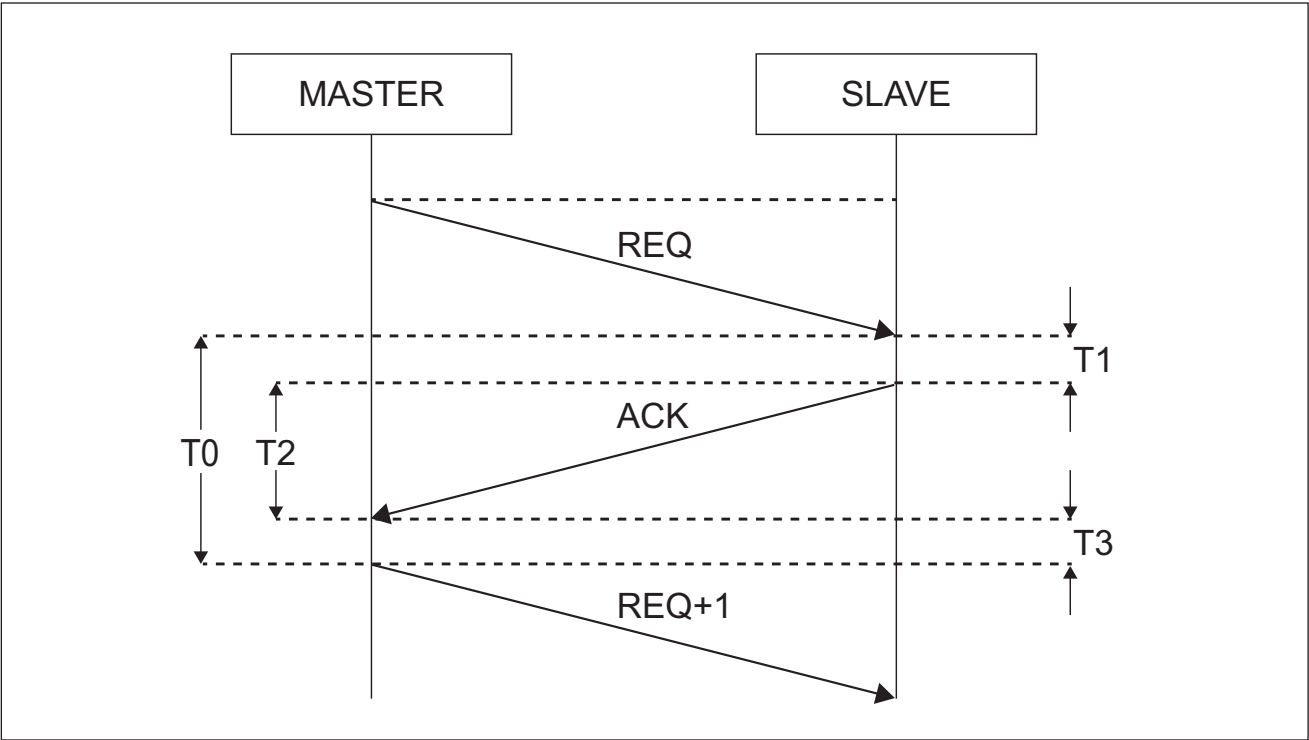 MASTER
SLAVE
REQ
T1
ACK
T0
T2
T3
REQ+1